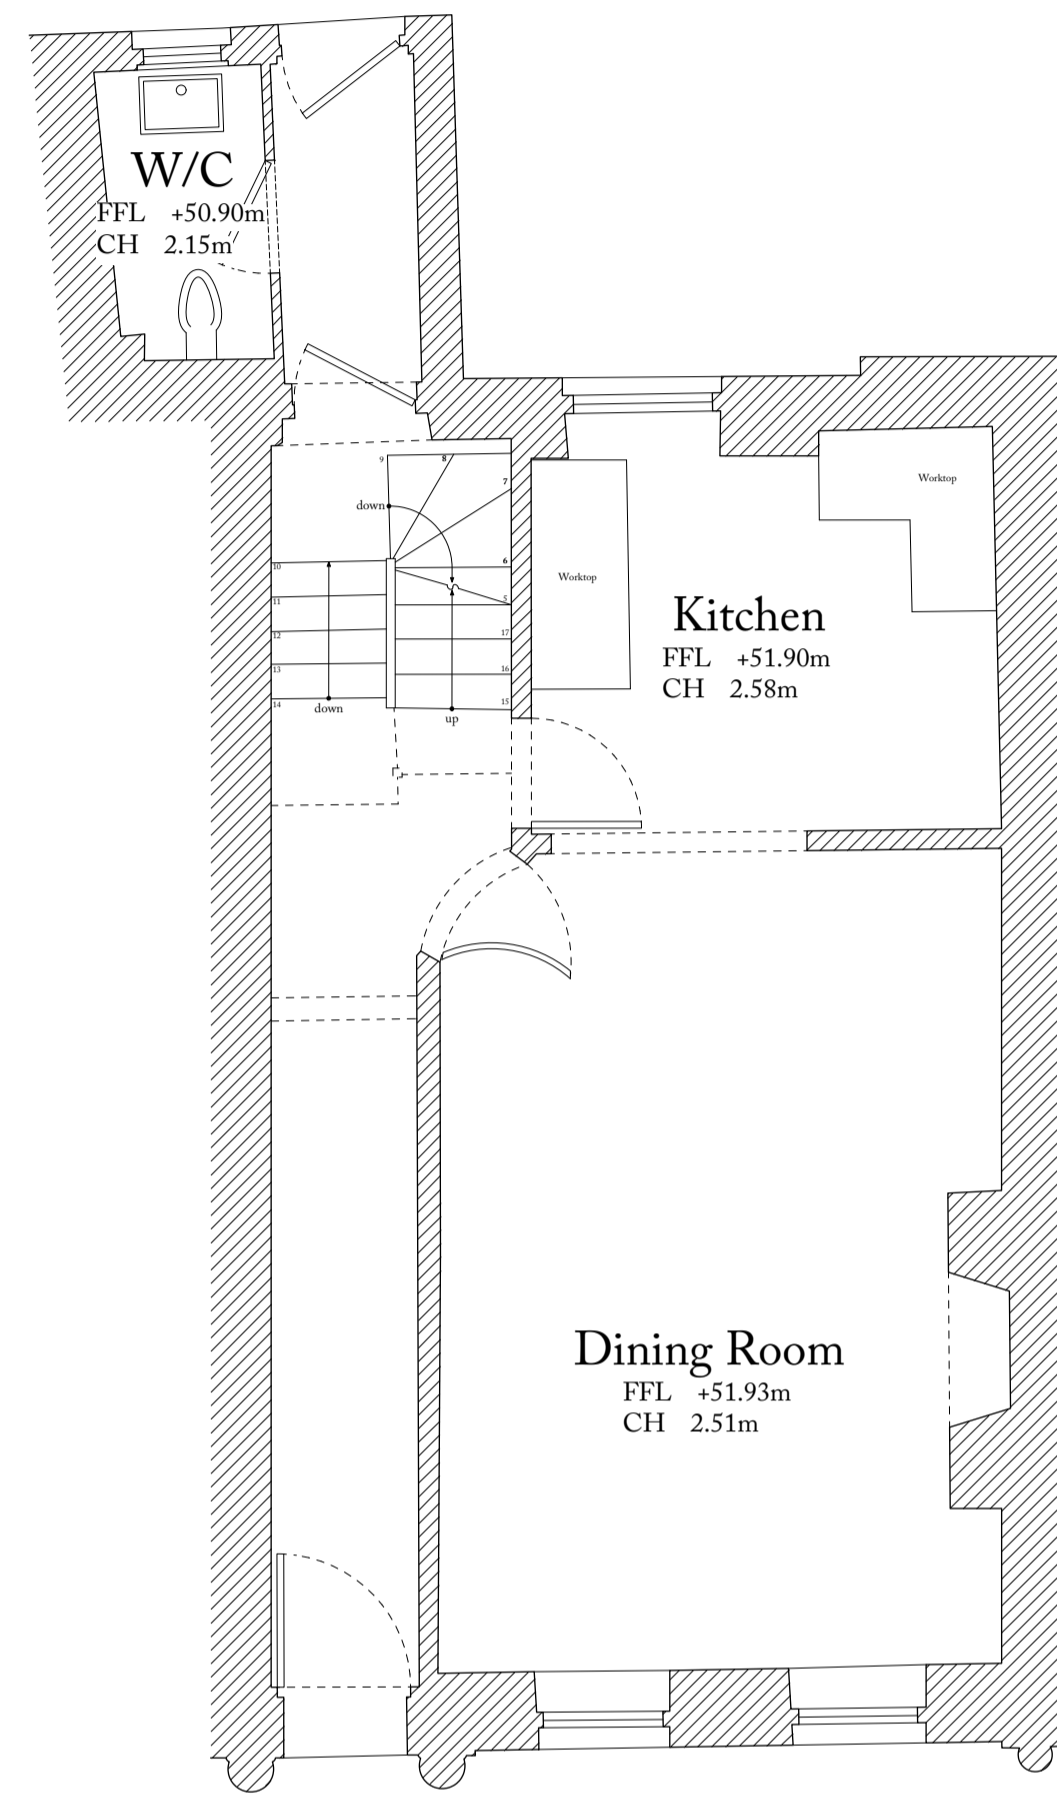 W/C
FFL +50.90m
CH 2.15m
9
8
7
down
6
5
10
11
12
13
14
17
16
15
down
up
Worktop
Worktop
Kitchen
FFL +51.90m
CH 2.58m
Dining Room
FFL +51.93m
CH 2.51m